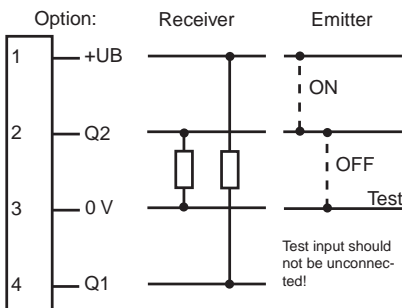 Option: Receiver Emitter
1 +UB
ON
2 Q2
OFF
Test
3 0 V
Test input should
not be unconnec-
ted!
4 Q1